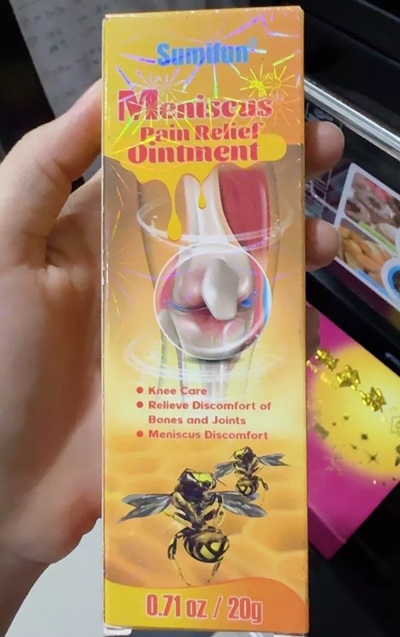 Sumifun®
Meniscus
Pain Relief
Ointment
● Knee Care
● Relieve Discomfort of
Bones and Joints
● Meniscus Discomfort
0.71 oz / 20g